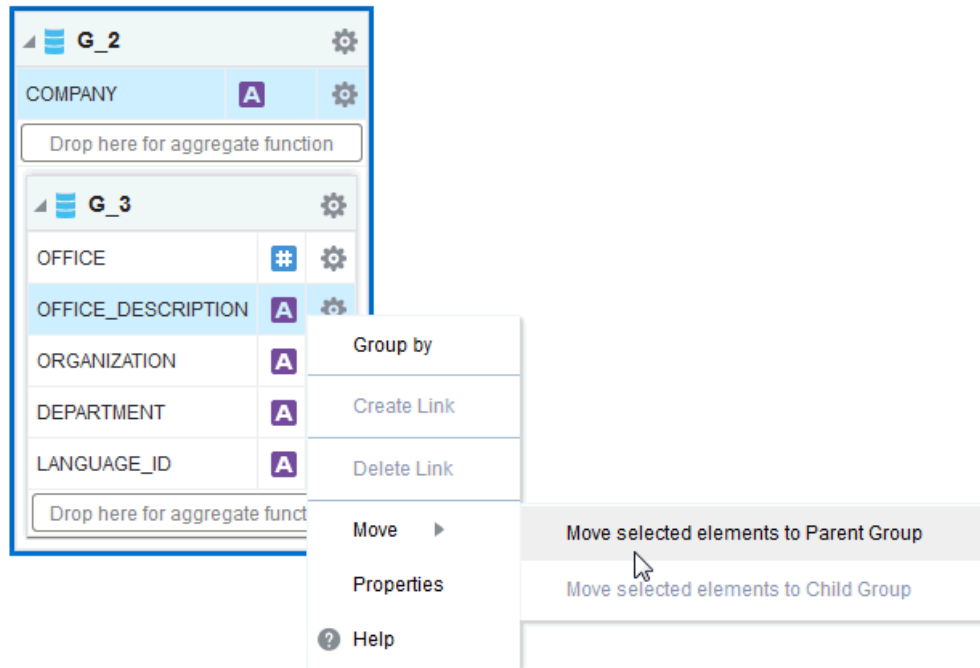 G_2
COMPANY A
Drop here for aggregate function
G_3
OFFICE #
OFFICE_DESCRIPTION A
Group by
ORGANIZATION A
Create Link
DEPARTMENT A
LANGUAGE_ID A
Delete Link
Drop here for aggregate funct
Move
Move selected elements to Parent Group
Properties
Move selected elements to Child Group
? Help